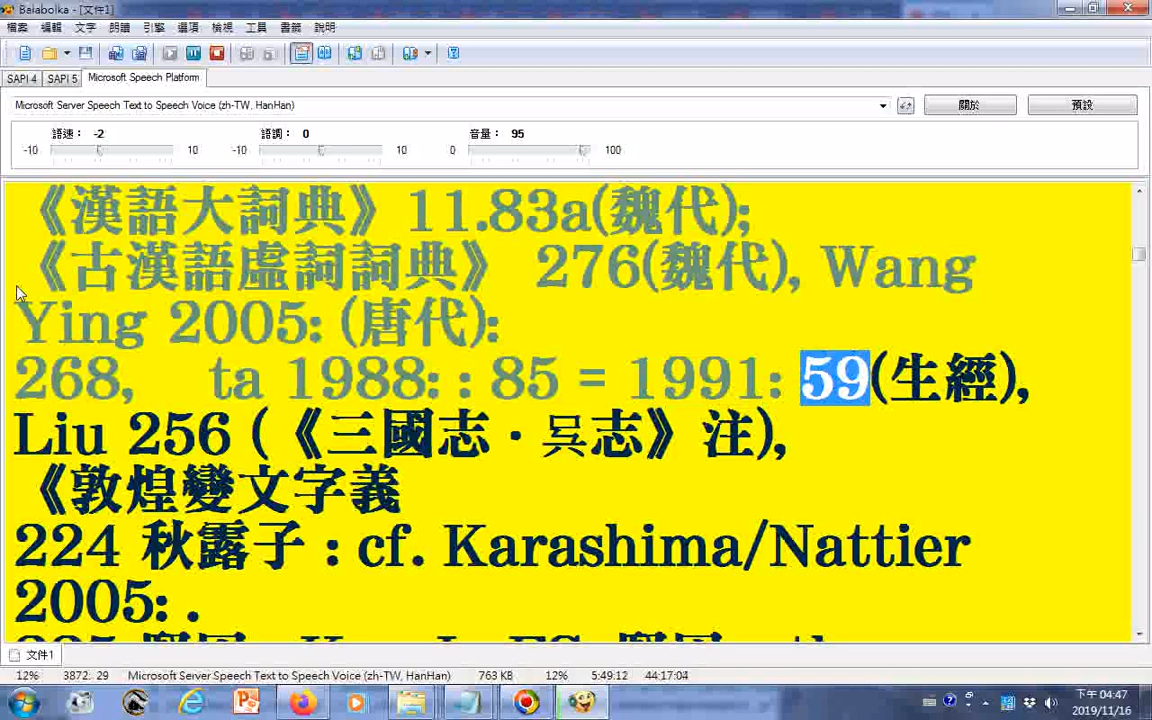 Balabolka - [文件1]
檔案 編輯 文字 朗讀 引擎 選項 檢視 工具 書籤 說明
SAPI 4 SAPI 5 Microsoft Speech Platform
Microsoft Server Speech Text to Speech Voice (zh-TW, HanHan)
關於 預設
語速： -2 語調： 0 音量： 95
-10 10 -10 10 0 100
《漢語大詞典》 11.83a(魏代);
《古漢語虛詞詞典》 276(魏代), Wang
Ying 2005: (唐代):
268, ta 1988: : 85 = 1991: 59(生經),
Liu 256 (《三國志·呉志》注),
《敦煌變文字義
224 秋露子 : cf. Karashima/Nattier
2005: .
文件1
12% 3872: 29 Microsoft Server Speech Text to Speech Voice (zh-TW, HanHan) 763 KB 12% 5:49:12 44:17:04
下午 04:47
2019/11/16